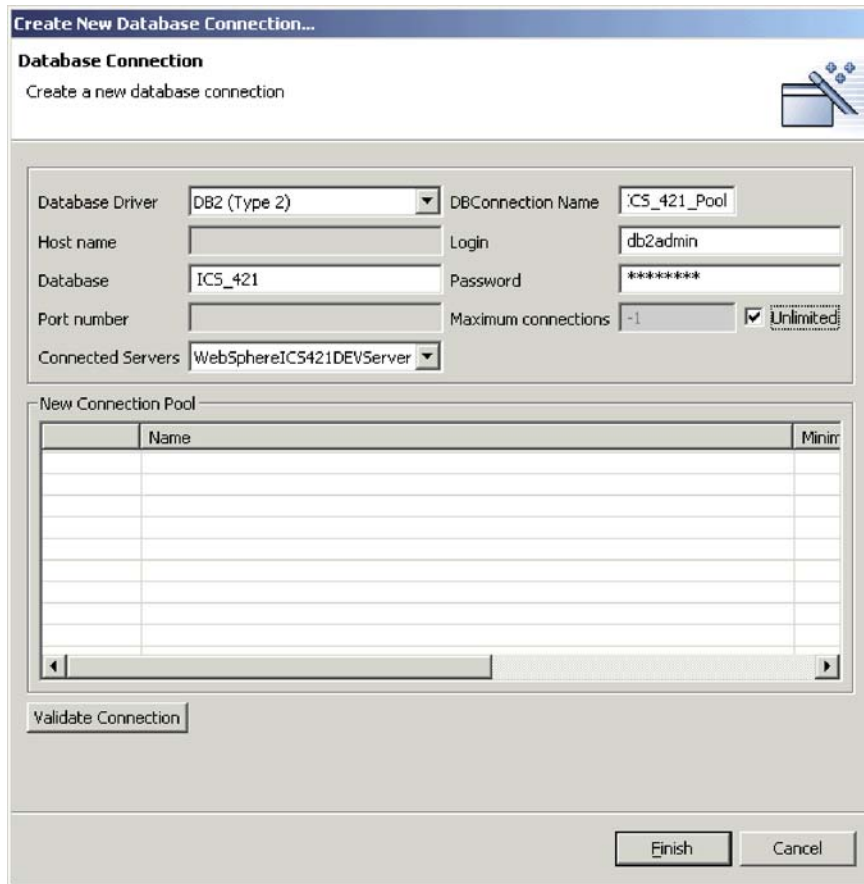 Create New Database Connection...
Database Connection
Create a new database connection
Database Driver DB2 (Type 2) DBConnection Name ICS_421_Pool
Host name Login db2admin
Database ICS_421 Password ********
Port number Maximum connections -1 Unlimited
Connected Servers WebSphereICS421DEVServer
New Connection Pool
Name Minim
Validate Connection
Finish Cancel